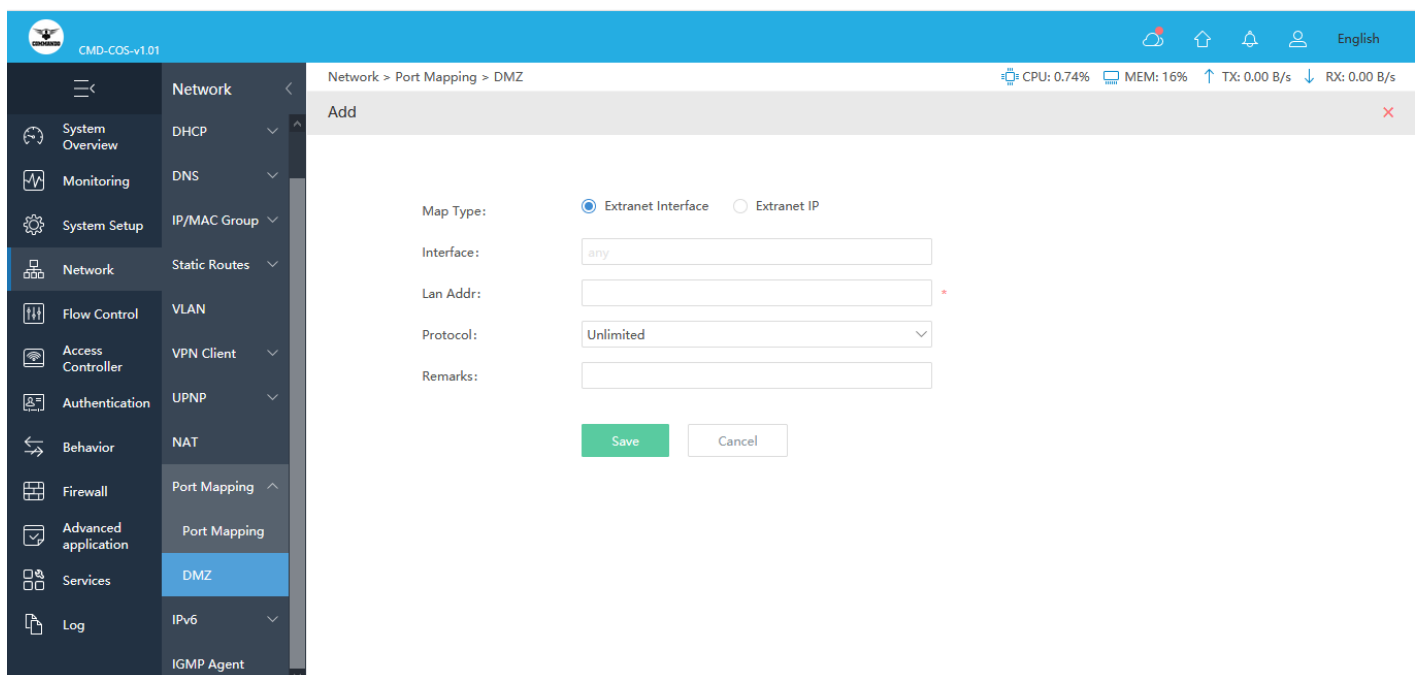 COMMANDO
CMD-COS-v1.01
English
Network
Network > Port Mapping > DMZ
CPU: 0.74%
MEM: 16%
TX: 0.00 B/s
RX: 0.00 B/s
Add
System
Overview
Monitoring
System Setup
Network
Flow Control
Access
Controller
Authentication
Behavior
Firewall
Advanced
application
Services
Log
DHCP
DNS
IP/MAC Group
Static Routes
VLAN
VPN Client
UPNP
NAT
Port Mapping
Port Mapping
DMZ
IPv6
IGMP Agent
Map Type:
Extranet Interface
Extranet IP
Interface:
any
Lan Addr:
*
Protocol:
Unlimited
Remarks:
Save
Cancel